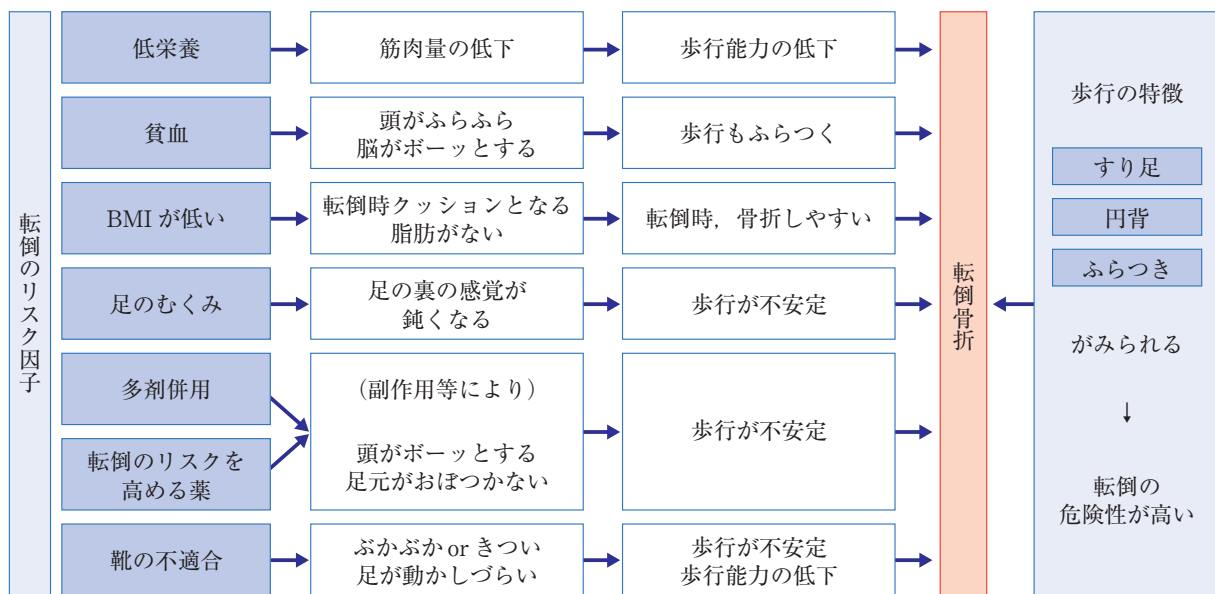 転倒のリスク因子
低栄養
筋肉量の低下
歩行能力の低下
貧血
頭がふらふら
脳がボーッとする
歩行もふらつく
BMI が低い
転倒時クッションとなる
脂肪がない
転倒時，骨折しやすい
足のむくみ
足の裏の感覚が
鈍くなる
歩行が不安定
多剤併用
転倒のリスクを
高める薬
（副作用等により）
頭がボーッとする
足元がおぼつかない
歩行が不安定
靴の不適合
ぶかぶか or きつい
足が動かしづらい
歩行が不安定
歩行能力の低下
転倒骨折
歩行の特徴
すり足
円背
ふらつき
がみられる
↓
転倒の
危険性が高い